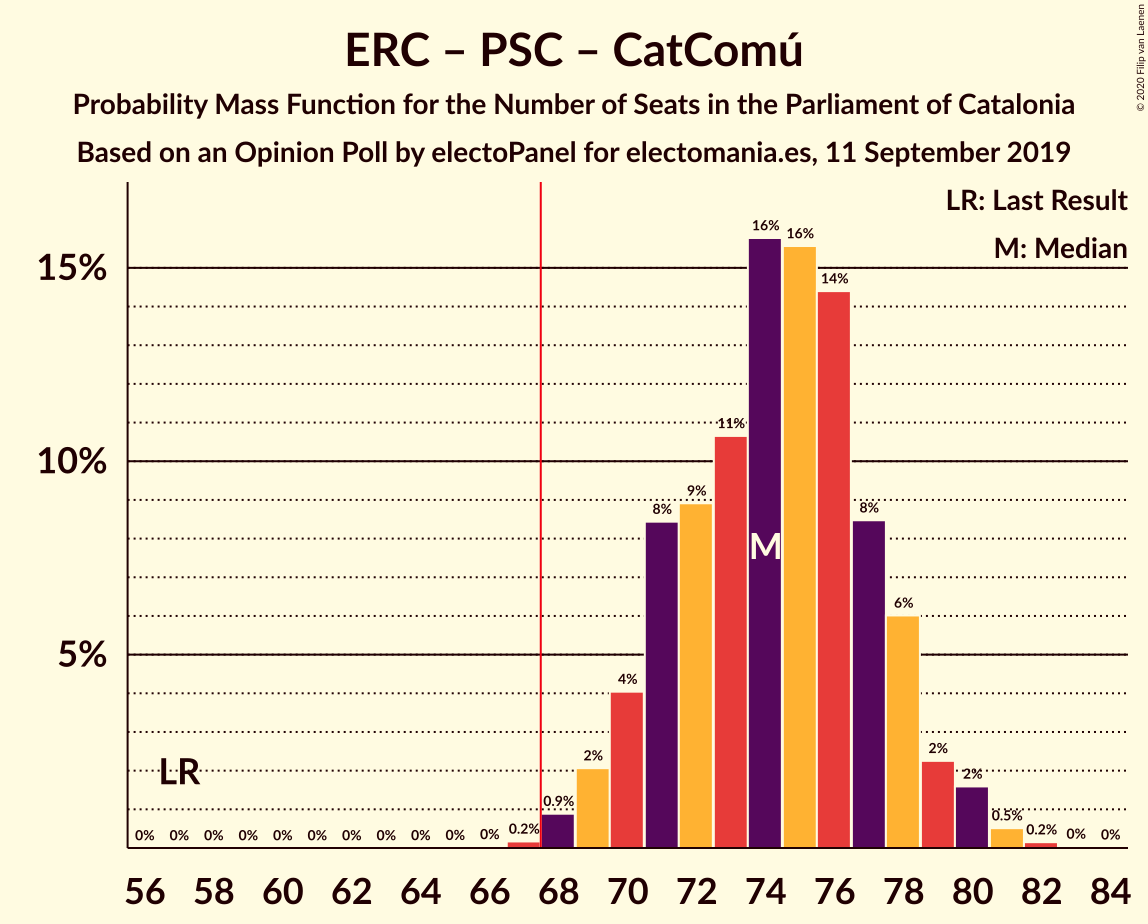 ERC – PSC – CatComú
Probability Mass Function for the Number of Seats in the Parliament of Catalonia
Based on an Opinion Poll by electoPanel for electomania.es, 11 September 2019
© 2020 Filip van Laenen
LR: Last Result
M: Median
15%
10%
5%
LR
M
0% 0% 0% 0% 0% 0% 0% 0% 0% 0% 0% 0.2% 0.9% 2% 4% 8% 9% 11% 16% 16% 14% 8% 6% 2% 2% 0.5% 0.2% 0% 0%
56 58 60 62 64 66 68 70 72 74 76 78 80 82 84